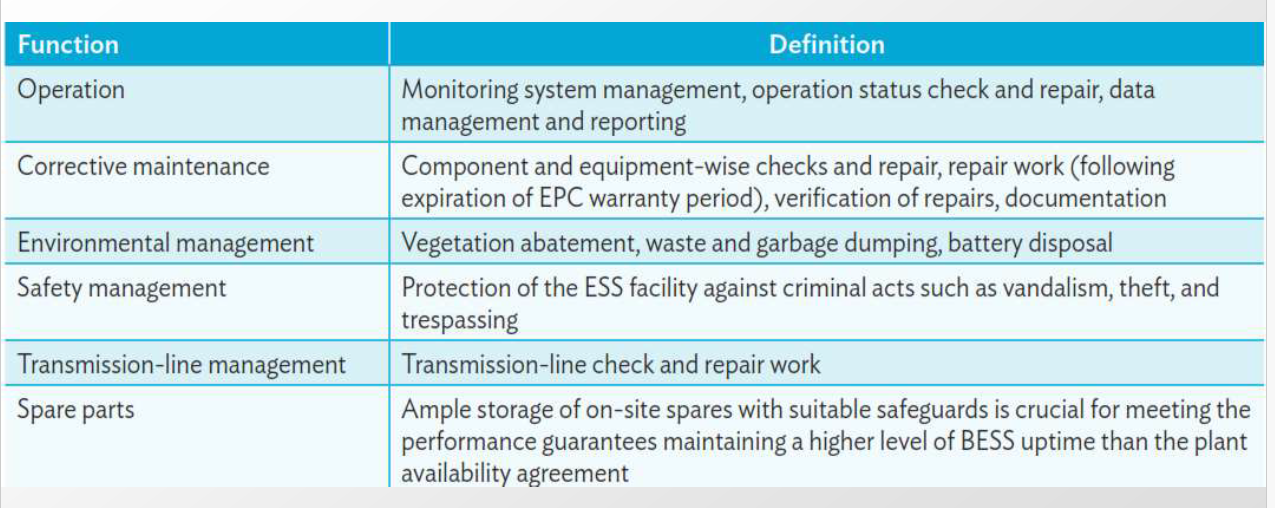 Function Definition
Operation Monitoring system management, operation status check and repair, data
management and reporting
Corrective maintenance Component and equipment-wise checks and repair, repair work (following
expiration of EPC warranty period), verification of repairs, documentation
Environmental management Vegetation abatement, waste and garbage dumping, battery disposal
Safety management Protection of the ESS facility against criminal acts such as vandalism, theft, and
trespassing
Transmission-line management Transmission-line check and repair work
Spare parts Ample storage of on-site spares with suitable safeguards is crucial for meeting the
performance guarantees maintaining a higher level of BESS uptime than the plant
availability agreement